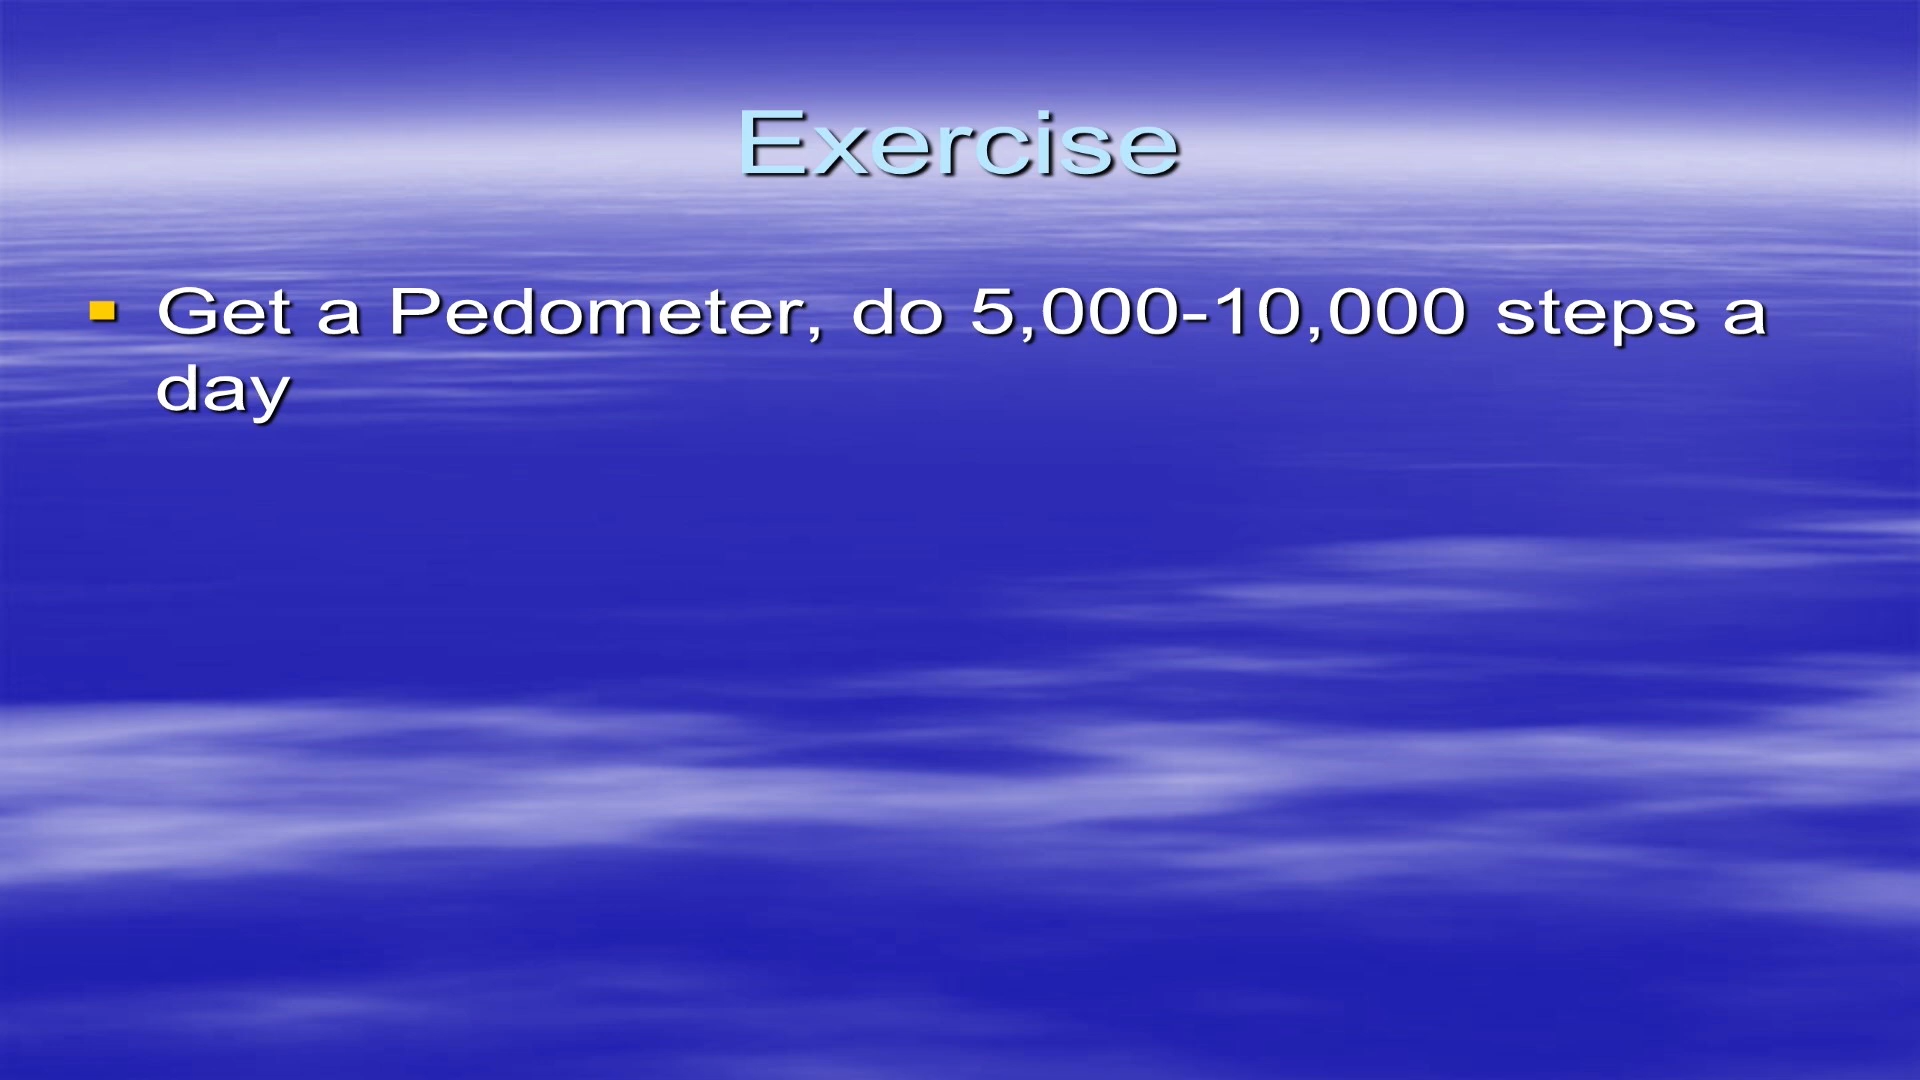 Exercise
Get a Pedometer, do 5,000-10,000 steps a
day